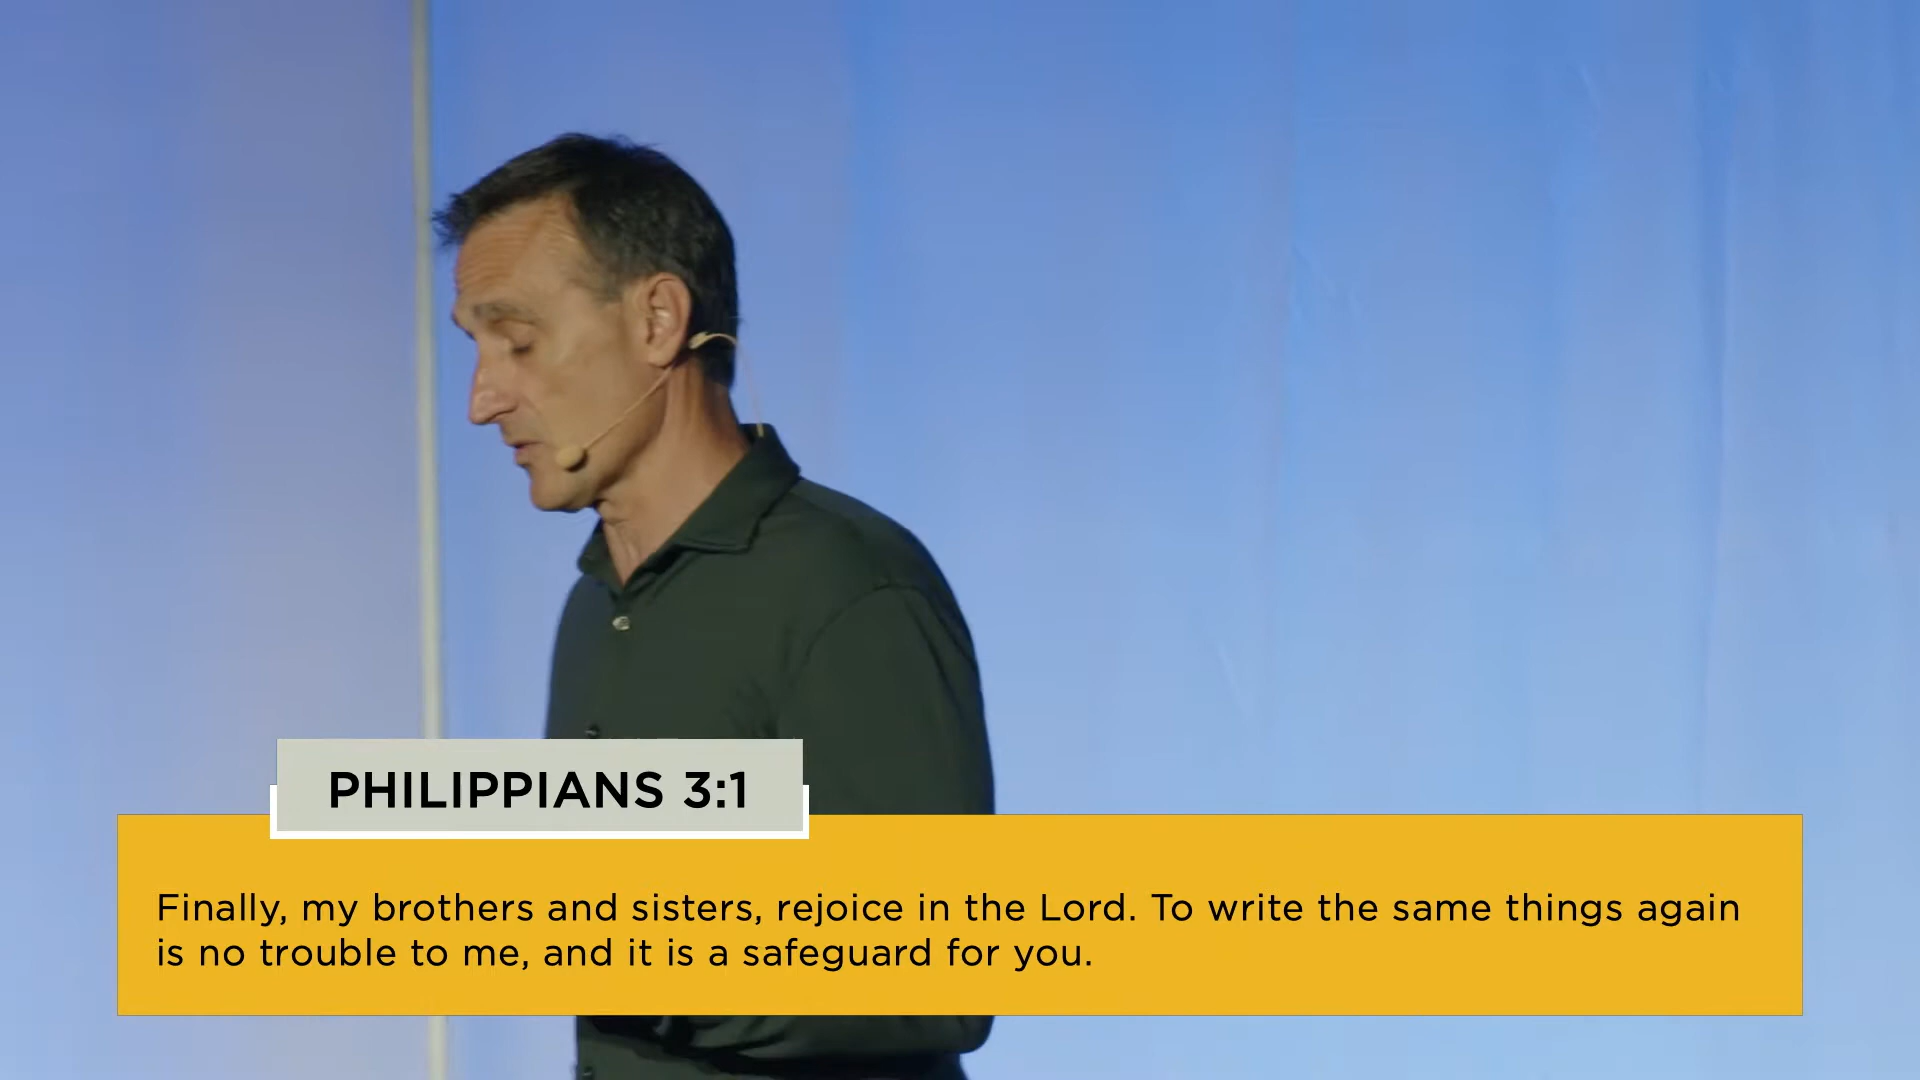 PHILIPPIANS 3:1
Finally, my brothers and sisters, rejoice in the Lord. To write the same things again
is no trouble to me, and it is a safeguard for you.